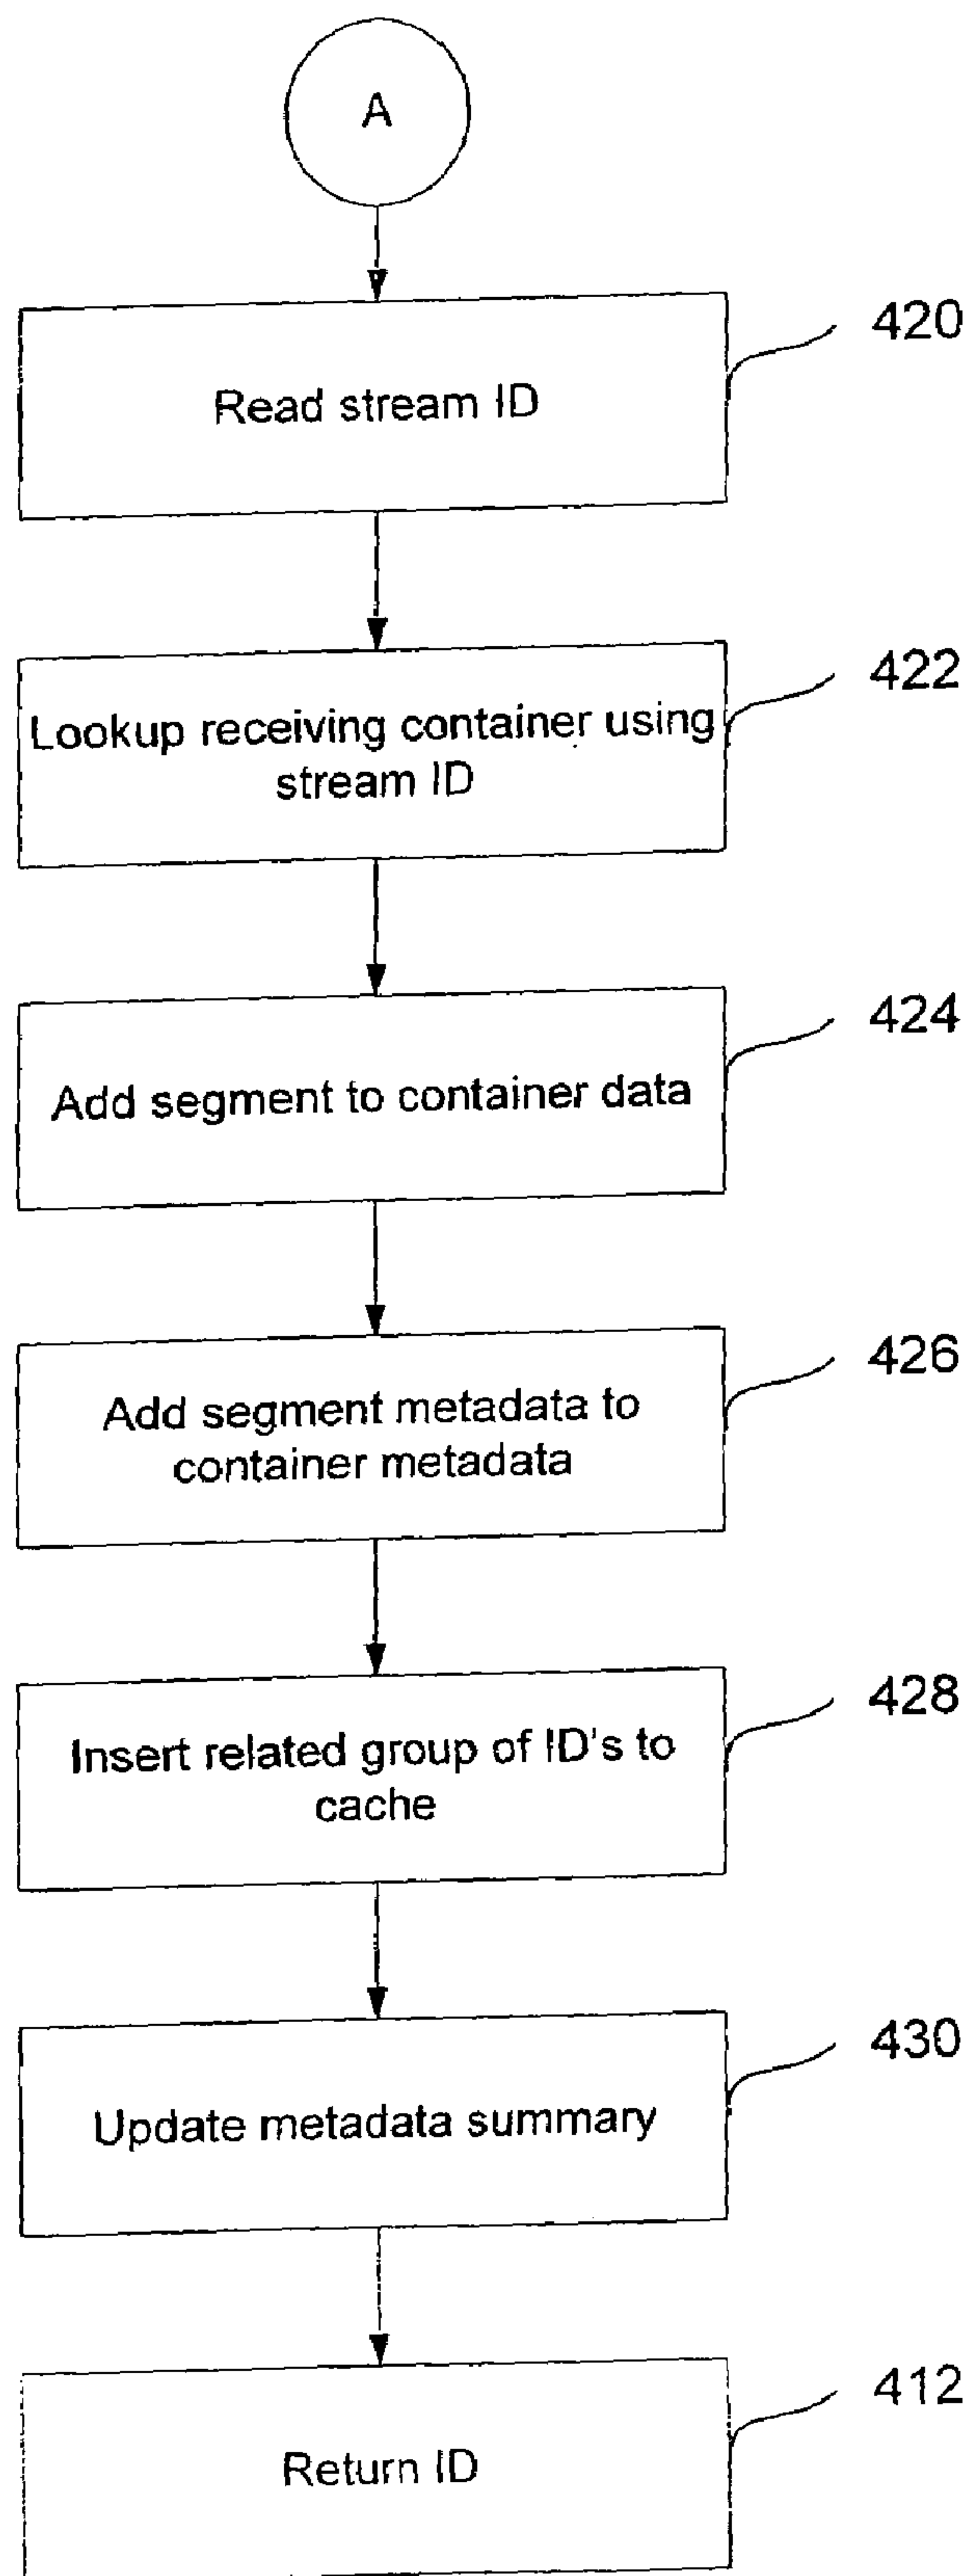 A
420
Read stream ID
422
Lookup receiving container using
stream ID
424
Add segment to container data
426
Add segment metadata to
container metadata
428
Insert related group of ID's to
cache
430
Update metadata summary
412
Return ID